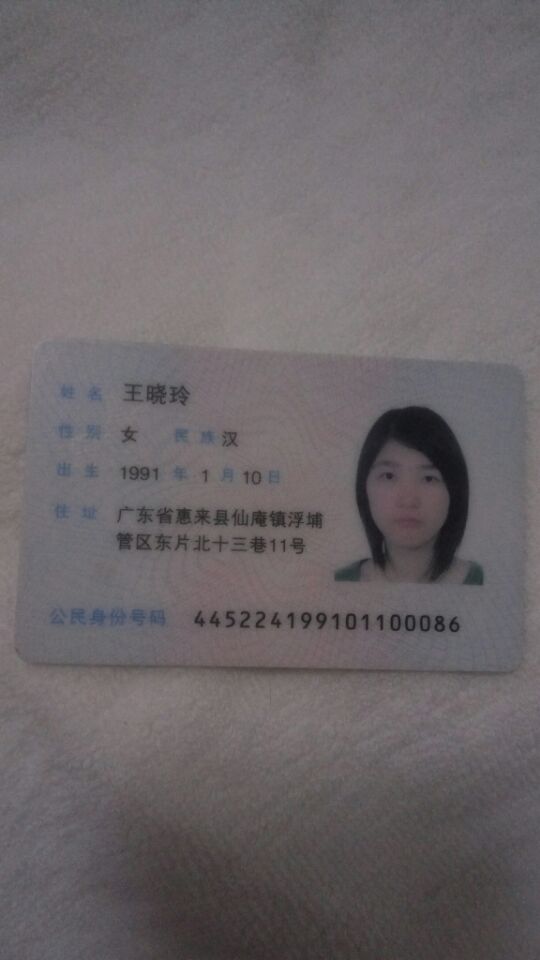 姓名 王晓玲
性别 女 民族 汉
出生 1991 年 1 月 10 日
住址 广东省惠来县仙庵镇浮埔
管区东片北十三巷11号
公民身份号码 445224199101100086